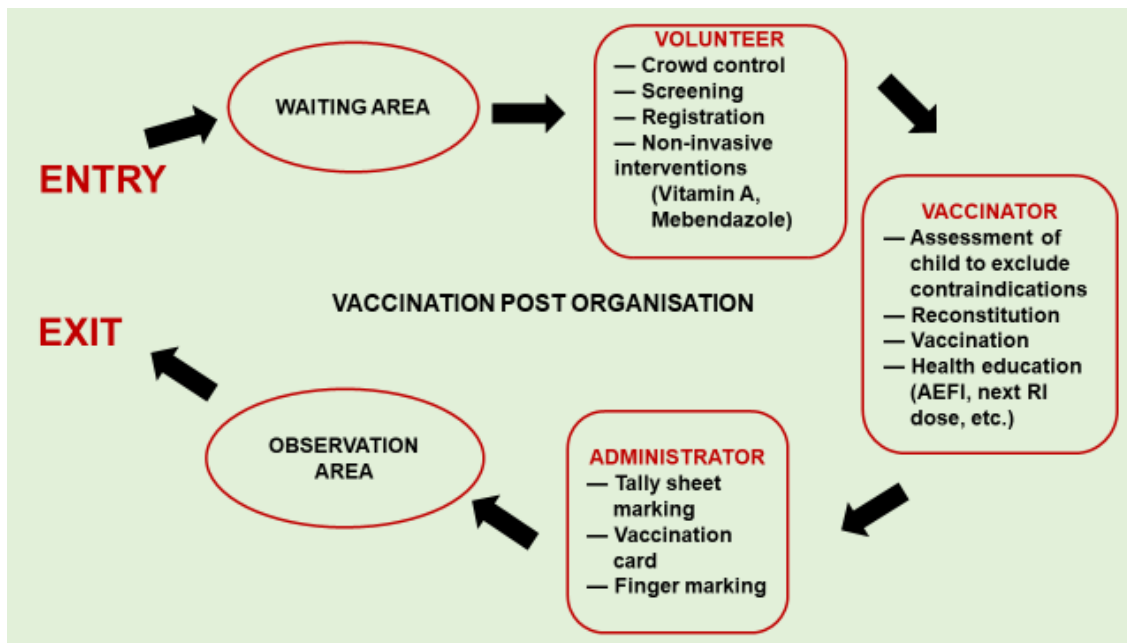 ENTRY
WAITING AREA
VOLUNTEER
— Crowd control
— Screening
— Registration
— Non-invasive
interventions
(Vitamin A,
Mebendazole)
VACCINATOR
— Assessment of
child to exclude
contraindications
— Reconstitution
— Vaccination
— Health education
(AEFI, next RI
dose, etc.)
VACCINATION POST ORGANISATION
ADMINISTRATOR
— Tally sheet
marking
— Vaccination
card
— Finger marking
OBSERVATION
AREA
EXIT